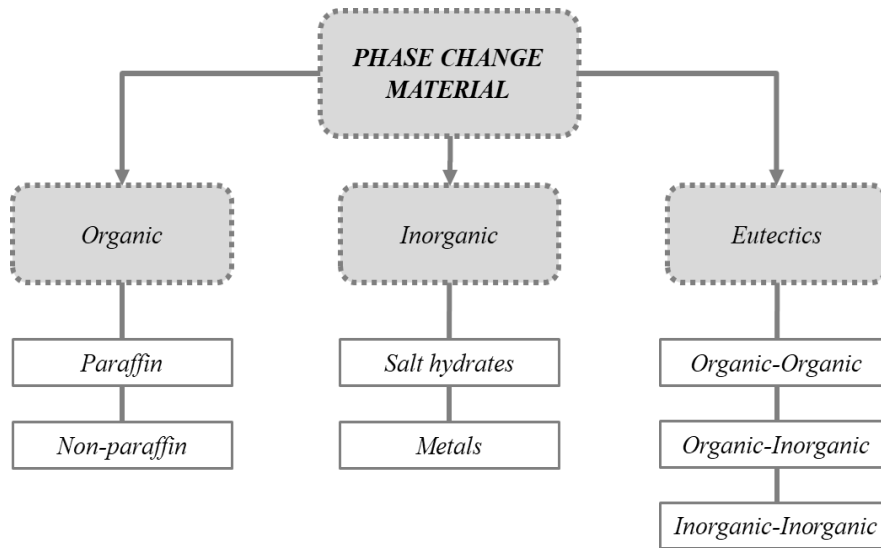 PHASE CHANGE
MATERIAL
Organic
Inorganic
Eutectics
Paraffin
Salt hydrates
Organic-Organic
Non-paraffin
Metals
Organic-Inorganic
Inorganic-Inorganic